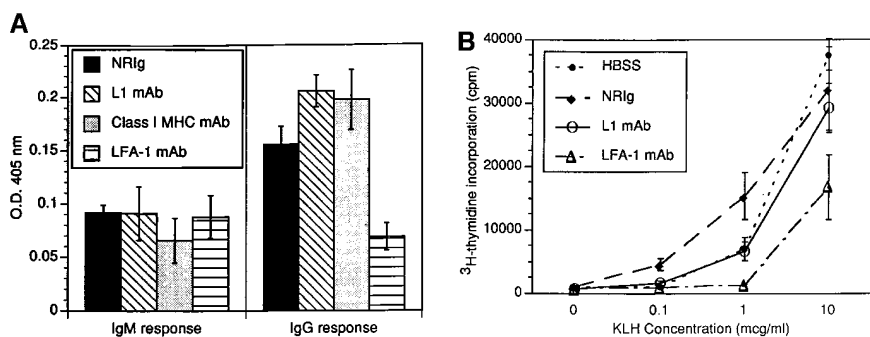 A
0.25
0.2
0.15
0.1
0.05
0
O.D. 405 nm
NRIg
L1 mAb
Class I MHC mAb
LFA-1 mAb
IgM response
IgG response
B
40000
30000
20000
10000
0
3H-thymidine incorporation (cpm)
HBSS
NRIg
L1 mAb
LFA-1 mAb
0
0.1
1
10
KLH Concentration (mcg/ml)